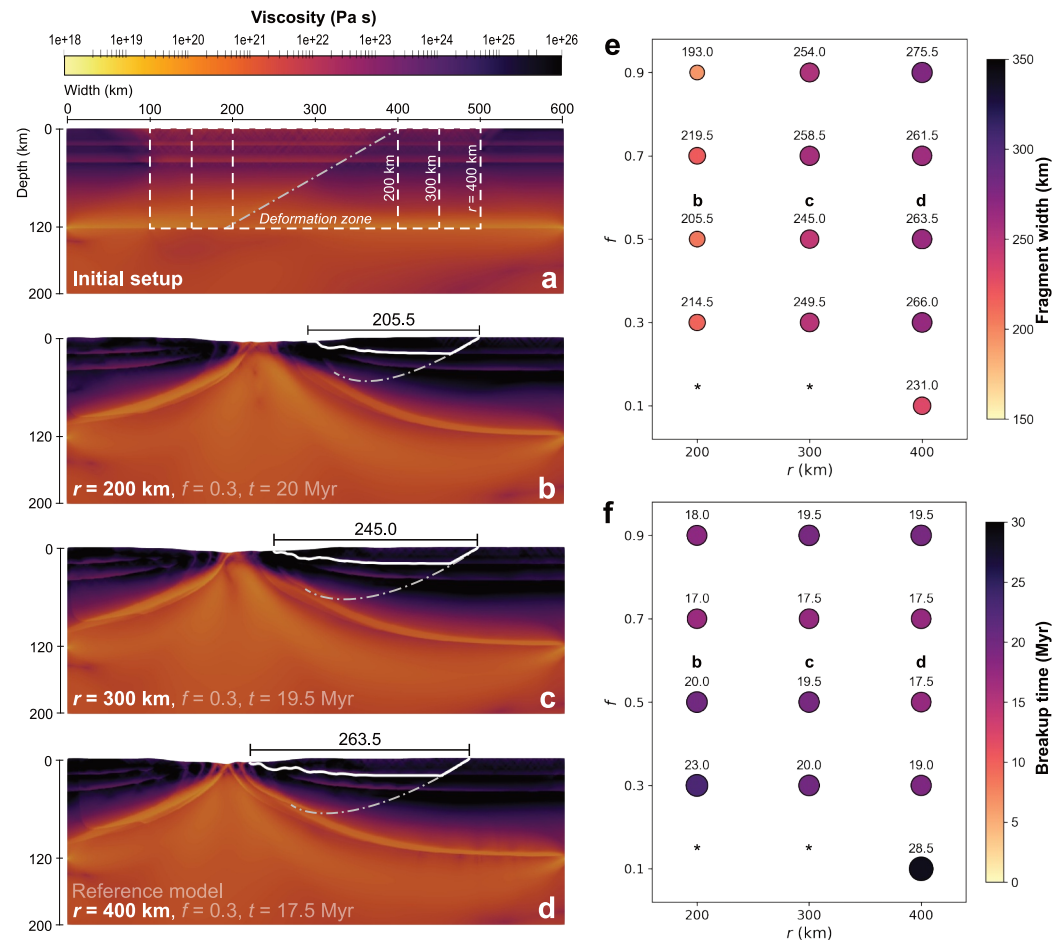 Viscosity (Pa s)
1e+18 1e+19 1e+20 1e+21 1e+22 1e+23 1e+24 1e+25 1e+26
Width (km)
0 100 200 300 400 500 600
Depth (km)
0
120
200
200 km
300 km
r = 400 km
Deformation zone
Initial setup
a
205.5
0
120
200
r = 200 km, f = 0.3, t = 20 Myr
b
245.0
0
120
200
r = 300 km, f = 0.3, t = 19.5 Myr
c
263.5
0
120
200
Reference model
r = 400 km, f = 0.3, t = 17.5 Myr
d
e
193.0 254.0 275.5
0.9
219.5 258.5 261.5
0.7
b c d
205.5 245.0 263.5
0.5
f
214.5 249.5 266.0
0.3
* * 231.0
0.1
200 300 400
r (km)
350
300
250
200
150
Fragment width (km)
f
18.0 19.5 19.5
0.9
17.0 17.5 17.5
0.7
b c d
20.0 19.5 17.5
0.5
f
23.0 20.0 19.0
0.3
* * 28.5
0.1
200 300 400
r (km)
30
25
20
15
10
5
0
Breakup time (Myr)